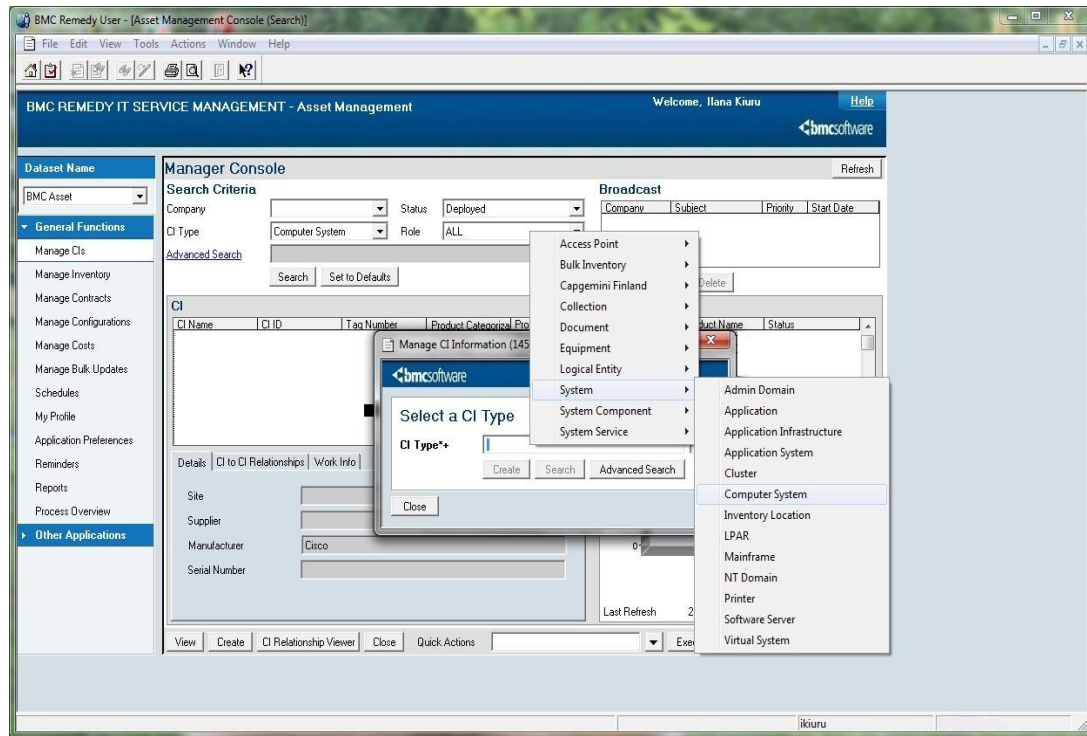 BMC Remedy User - [Asset Management Console (Search)]
File Edit View Tools Actions Window Help
BMC REMEDY IT SERVICE MANAGEMENT - Asset Management
Welcome, Ilana Kiuru
Help
bmcsoftware
Dataset Name
BMC Asset
General Functions
Manage CIs
Manage Inventory
Manage Contracts
Manage Configurations
Manage Costs
Manage Bulk Updates
Schedules
My Profile
Application Preferences
Reminders
Reports
Process Overview
Other Applications
Manager Console
Refresh
Search Criteria
Company
Status Deployed
CI Type Computer System
Role ALL
Advanced Search
Search Set to Defaults
Broadcast
Company Subject Priority Start Date
Delete
CI
CI Name CI ID Tag Number Product Categoriza Pro
duct Name Status
Manage CI Information (145
bmcsoftware
Select a CI Type
CI Type*+
Create Search Advanced Search
Close
Access Point
Bulk Inventory
Capgemini Finland
Collection
Document
Equipment
Logical Entity
System
System Component
System Service
Admin Domain
Application
Application Infrastructure
Application System
Cluster
Computer System
Inventory Location
LPAR
Mainframe
NT Domain
Printer
Software Server
Virtual System
Details CI to CI Relationships Work Info
Site
Supplier
Manufacturer Cisco
Serial Number
0
Last Refresh 2
View Create CI Relationship Viewer Close Quick Actions Exe
ikiuru